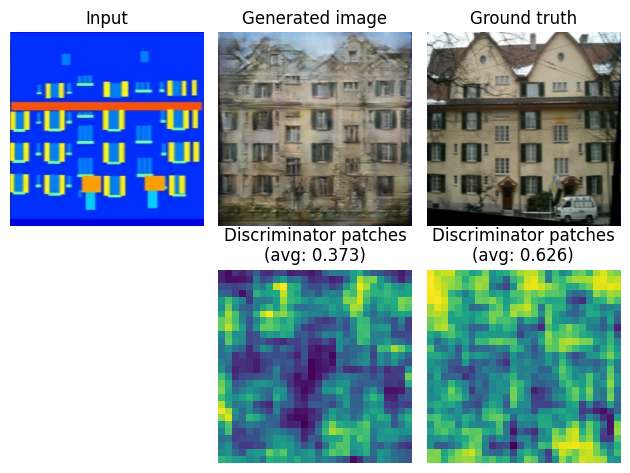 Input
Generated image
Ground truth
Discriminator patches
(avg: 0.373)
Discriminator patches
(avg: 0.626)